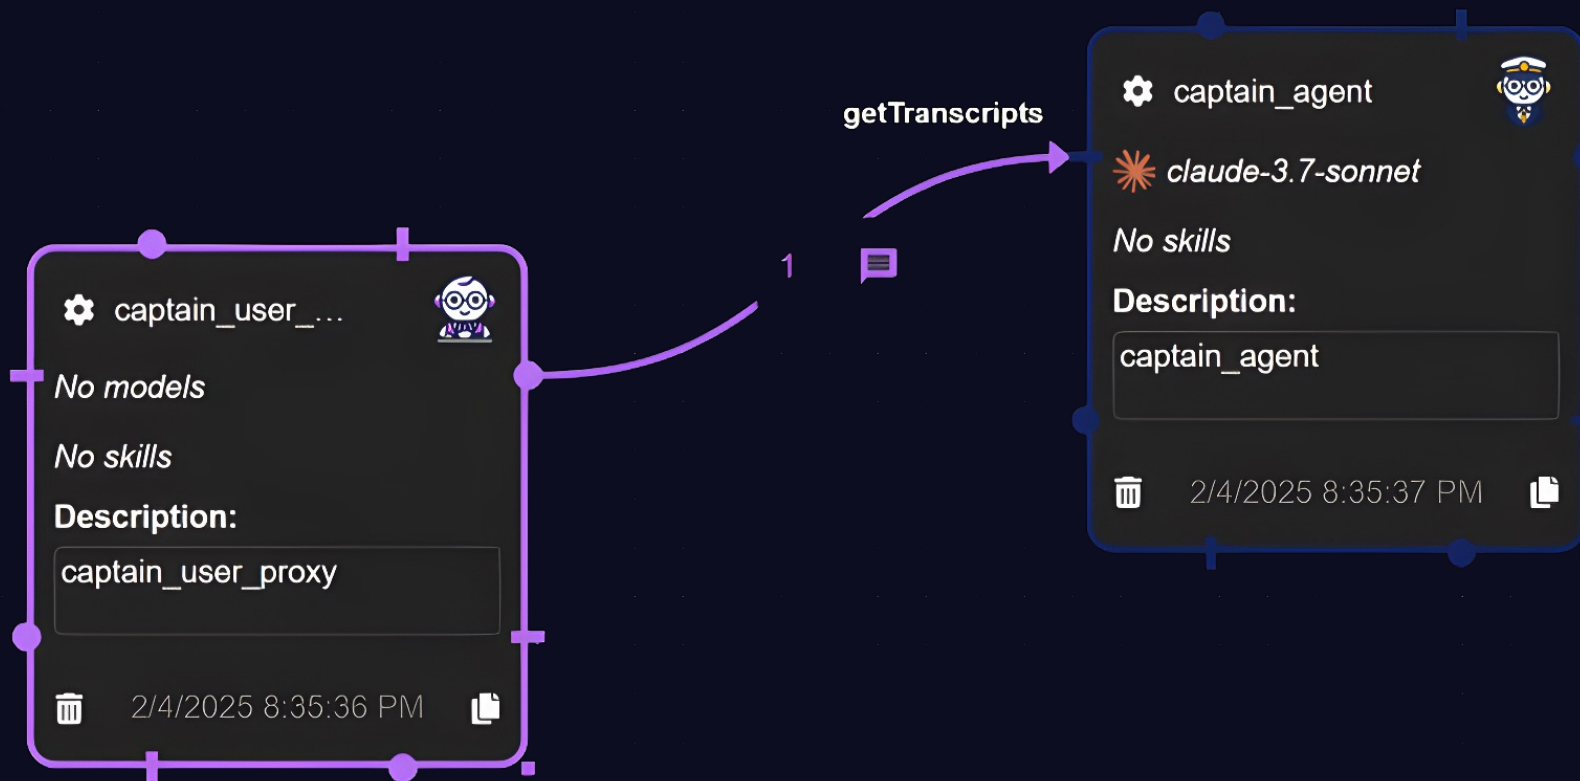 getTranscripts
1
captain_user_...
No models
No skills
Description:
captain_user_proxy
2/4/2025 8:35:36 PM
captain_agent
claude-3.7-sonnet
No skills
Description:
captain_agent
2/4/2025 8:35:37 PM